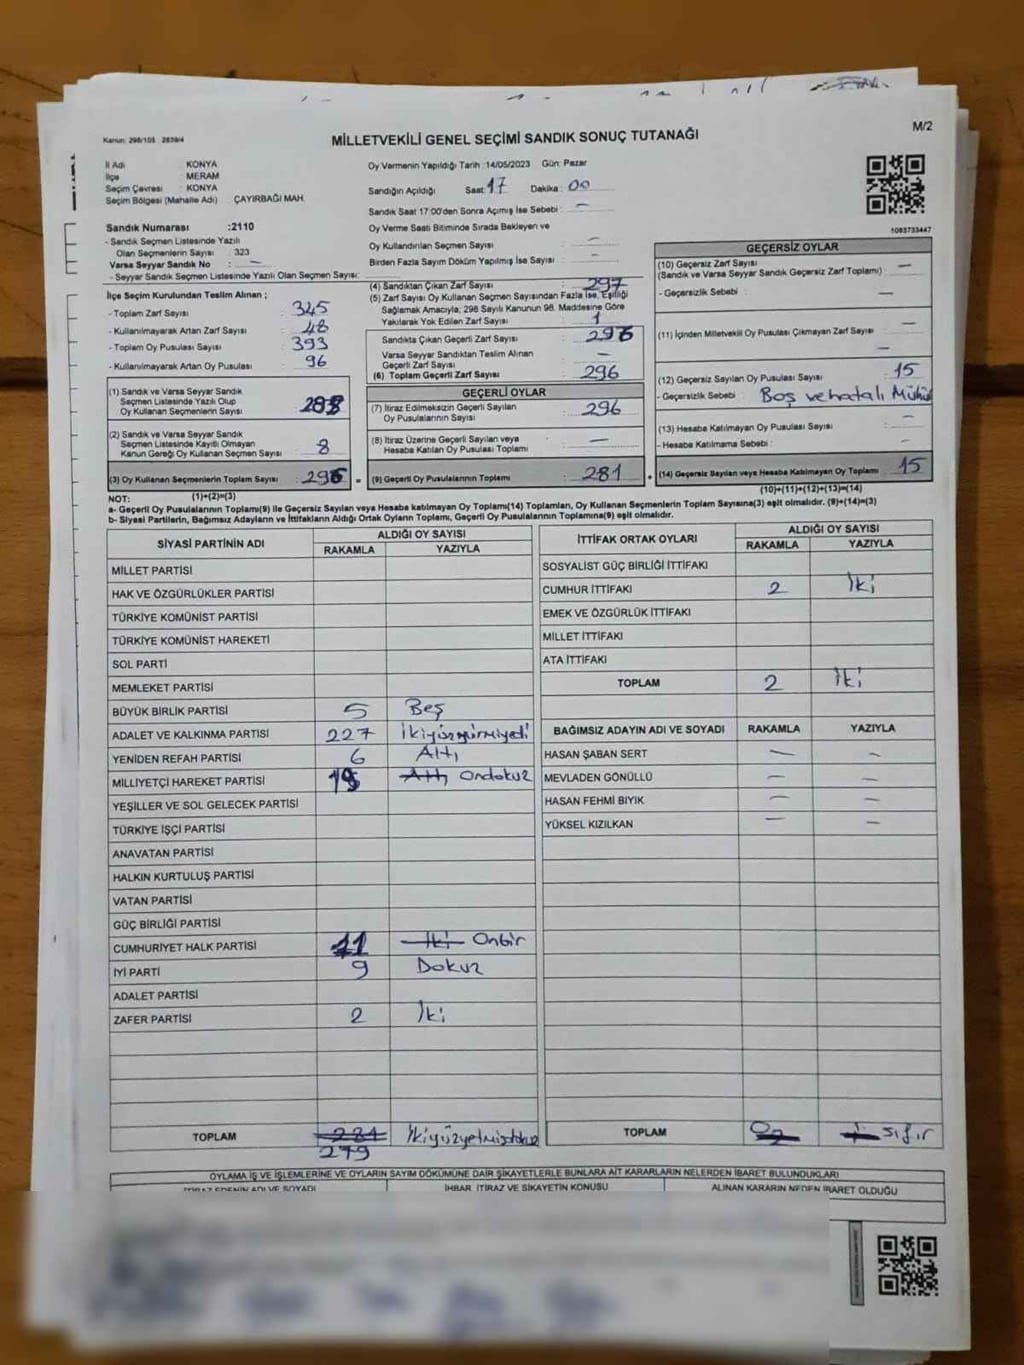 Kanun: 298/105 2839/4
MİLLETVEKİLİ GENEL SEÇİMİ SANDIK SONUÇ TUTANAĞI
M/2
İl Adı : KONYA
İlçe : MERAM
Seçim Çevresi : KONYA
Seçim Bölgesi (Mahalle Adı) ÇAYIRBAĞI MAH.
Oy Vermenin Yapıldığı Tarih :14/05/2023 Gün: Pazar
Sandığın Açıldığı Saat: 17 Dakika : 00
Sandık Saat 17:00'den Sonra Açılmış İse Sebebi : –
Oy Verme Saati Bitiminde Sırada Bekleyen ve
Oy Kullandırılan Seçmen Sayısı : –
Birden Fazla Sayım Döküm Yapılmış İse Sayısı : –
1083733447
Sandık Numarası :2110
- Sandık Seçmen Listesinde Yazılı
Olan Seçmenlerin Sayısı : 323
Varsa Seyyar Sandık No : –
- Seyyar Sandık Seçmen Listesinde Yazılı Olan Seçmen Sayısı:
İlçe Seçim Kurulundan Teslim Alınan ;
- Toplam Zarf Sayısı : 345
- Kullanılmayarak Artan Zarf Sayısı : 48
- Toplam Oy Pusulası Sayısı : 393
- Kullanılmayarak Artan Oy Pusulası : 96
(1) Sandık ve Varsa Seyyar Sandık
Seçmen Listesinde Yazılı Olup
Oy Kullanan Seçmenlerin Sayısı : 288
(2) Sandık ve Varsa Seyyar Sandık
Seçmen Listesinde Kayıtlı Olmayan
Kanun Gereği Oy Kullanan Seçmen Sayısı : 8
(3) Oy Kullanan Seçmenlerin Toplam Sayısı : 296 =
(1)+(2)=(3)
(4) Sandıktan Çıkan Zarf Sayısı : 297
(5) Zarf Sayısı Oy Kullanan Seçmen Sayısından Fazla İse, Eşitliği
Sağlamak Amacıyla; 298 Sayılı Kanunun 98. Maddesine Göre
Yakılarak Yok Edilen Zarf Sayısı : 1
Sandıkta Çıkan Geçerli Zarf Sayısı : 296
Varsa Seyyar Sandıktan Teslim Alınan
Geçerli Zarf Sayısı : –
(6) Toplam Geçerli Zarf Sayısı : 296
GEÇERLİ OYLAR
(7) İtiraz Edilmeksizin Geçerli Sayılan
Oy Pusulalarının Sayısı : 296
(8) İtiraz Üzerine Geçerli Sayılan veya
Hesaba Katılan Oy Pusulası Toplamı : –
(9) Geçerli Oy Pusulalarının Toplamı : 281 +
GEÇERSİZ OYLAR
(10) Geçersiz Zarf Sayısı : –
(Sandık ve Varsa Seyyar Sandık Geçersiz Zarf Toplamı)
- Geçersizlik Sebebi : –
(11) İçinden Milletvekili Oy Pusulası Çıkmayan Zarf Sayısı : –
–
(12) Geçersiz Sayılan Oy Pusulası Sayısı : 15
- Geçersizlik Sebebi : Boş ve hatalı Mühür
(13) Hesaba Katılmayan Oy Pusulası Sayısı : –
- Hesaba Katılmama Sebebi : –
(14) Geçersiz Sayılan veya Hesaba Katılmayan Oy Toplamı : 15
(10)+(11)+(12)+(13)=(14)
NOT:
a- Geçerli Oy Pusulalarının Toplamı(9) ile Geçersiz Sayılan veya Hesaba katılmayan Oy Toplamı(14) Toplamları, Oy Kullanan Seçmenlerin Toplam Sayısına(3) eşit olmalıdır. (9)+(14)=(3)
b- Siyasi Partilerin, Bağımsız Adayların ve İttifakların Aldığı Ortak Oyların Toplamı, Geçerli Oy Pusulalarının Toplamına(9) eşit olmalıdır.
SİYASİ PARTİNİN ADI ALDIĞI OY SAYISI
RAKAMLA YAZIYLA
MİLLET PARTİSİ
HAK VE ÖZGÜRLÜKLER PARTİSİ
TÜRKİYE KOMÜNİST PARTİSİ
TÜRKİYE KOMÜNİST HAREKETİ
SOL PARTİ
MEMLEKET PARTİSİ
BÜYÜK BİRLİK PARTİSİ 5 Beş
ADALET VE KALKINMA PARTİSİ 227 İkiyüzyirmiyedi
YENİDEN REFAH PARTİSİ 6 Altı
MİLLİYETÇİ HAREKET PARTİSİ 19 Altı Ondokuz
YEŞİLLER VE SOL GELECEK PARTİSİ
TÜRKİYE İŞÇİ PARTİSİ
ANAVATAN PARTİSİ
HALKIN KURTULUŞ PARTİSİ
VATAN PARTİSİ
GÜÇ BİRLİĞİ PARTİSİ
CUMHURİYET HALK PARTİSİ 11 İki Onbir
İYİ PARTİ 9 Dokuz
ADALET PARTİSİ
ZAFER PARTİSİ 2 İki
TOPLAM 281 İkiyüzyetmişdokuz
279
İTTİFAK ORTAK OYLARI ALDIĞI OY SAYISI
RAKAMLA YAZIYLA
SOSYALİST GÜÇ BİRLİĞİ İTTİFAKI
CUMHUR İTTİFAKI 2 İki
EMEK VE ÖZGÜRLÜK İTTİFAKI
MİLLET İTTİFAKI
ATA İTTİFAKI
TOPLAM 2 İki
BAĞIMSIZ ADAYIN ADI VE SOYADI RAKAMLA YAZIYLA
HASAN ŞABAN SERT – –
MEVLADEN GÖNÜLLÜ – –
HASAN FEHMİ BIYIK – –
YÜKSEL KIZILKAN – –
TOPLAM 0 sıfır
OYLAMA İŞ VE İŞLEMLERİNE VE OYLARIN SAYIM DÖKÜMÜNE DAİR ŞİKAYETLERLE BUNLARA AİT KARARLARIN NELERDEN İBARET BULUNDUKLARI
İTİRAZ EDENİN ADI VE SOYADI İHBAR İTİRAZ VE ŞİKAYETİN KONUSU ALINAN KARARIN NEDEN İBARET OLDUĞU